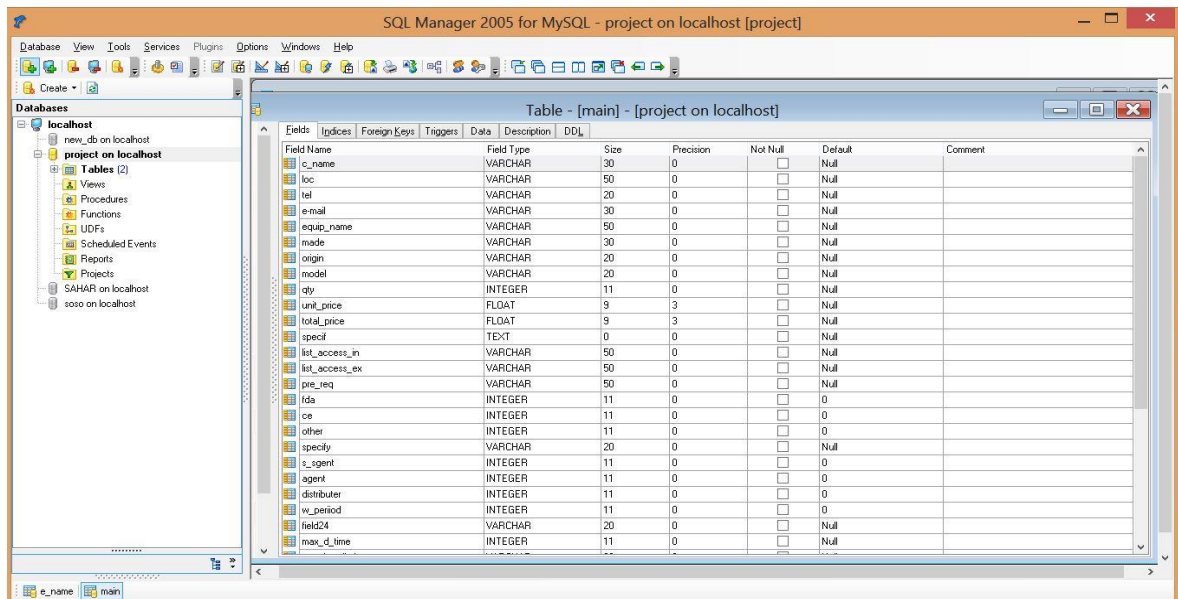 SQL Manager 2005 for MySQL - project on localhost [project]
Database View Tools Services Plugins Options Windows Help
Create
Databases
localhost
new_db on localhost
project on localhost
Tables (2)
Views
Procedures
Functions
UDFs
Scheduled Events
Reports
Projects
SAHAR on localhost
soso on localhost
Table - [main] - [project on localhost]
Fields Indices Foreign Keys Triggers Data Description DDL
Field Name Field Type Size Precision Not Null Default Comment
c_name VARCHAR 30 0 Null
loc VARCHAR 50 0 Null
tel VARCHAR 20 0 Null
e-mail VARCHAR 30 0 Null
equip_name VARCHAR 50 0 Null
made VARCHAR 30 0 Null
origin VARCHAR 20 0 Null
model VARCHAR 20 0 Null
qty INTEGER 11 0 Null
unit_price FLOAT 9 3 Null
total_price FLOAT 9 3 Null
specif TEXT 0 0 Null
list_access_in VARCHAR 50 0 Null
list_access_ex VARCHAR 50 0 Null
pre_req VARCHAR 50 0 Null
fda INTEGER 11 0 0
ce INTEGER 11 0 0
other INTEGER 11 0 0
specify VARCHAR 20 0 Null
s_sgent INTEGER 11 0 0
agent INTEGER 11 0 0
distributer INTEGER 11 0 0
w_periiod INTEGER 11 0 0
field24 VARCHAR 20 0 Null
max_d_time INTEGER 11 0 Null
e_name main